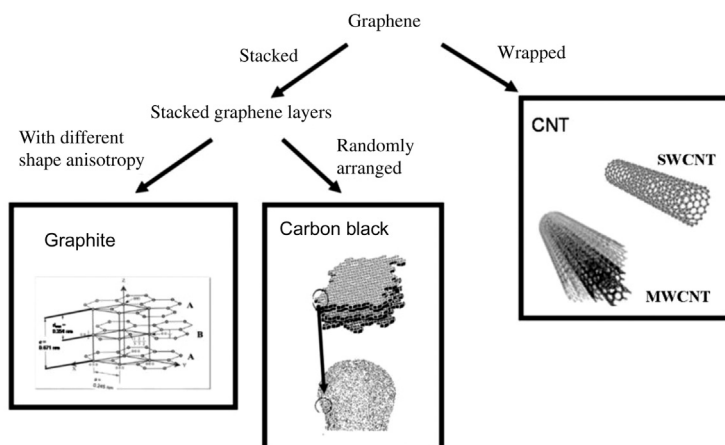 Graphene
Stacked
Wrapped
Stacked graphene layers
With different
shape anisotropy
Randomly
arranged
CNT
SWCNT
MWCNT
Graphite
Z
A
B
A
0.354 nm
0.671 nm
X
Y
0.246 nm
Carbon black